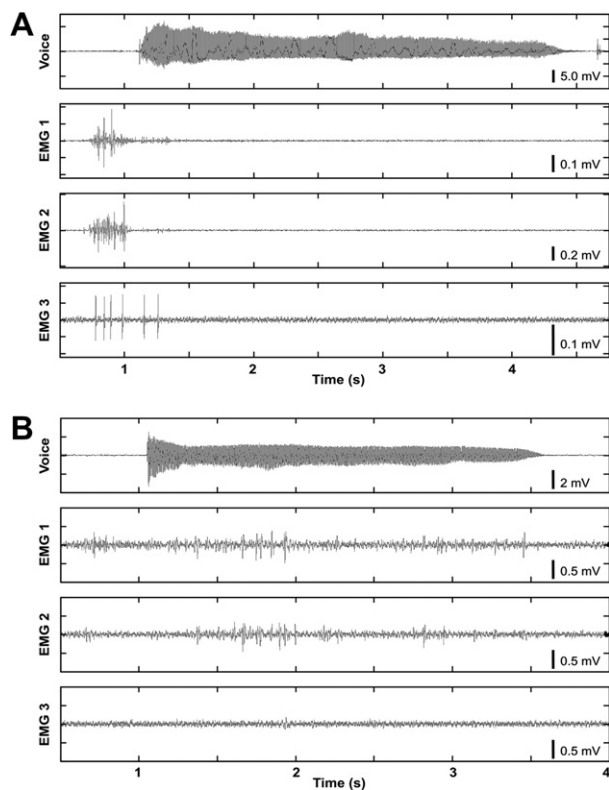 A
Voice
5.0 mV
EMG 1
0.1 mV
EMG 2
0.2 mV
EMG 3
0.1 mV
1 2 3 4
Time (s)
B
Voice
2 mV
EMG 1
0.5 mV
EMG 2
0.5 mV
EMG 3
0.5 mV
1 2 3 4
Time (s)